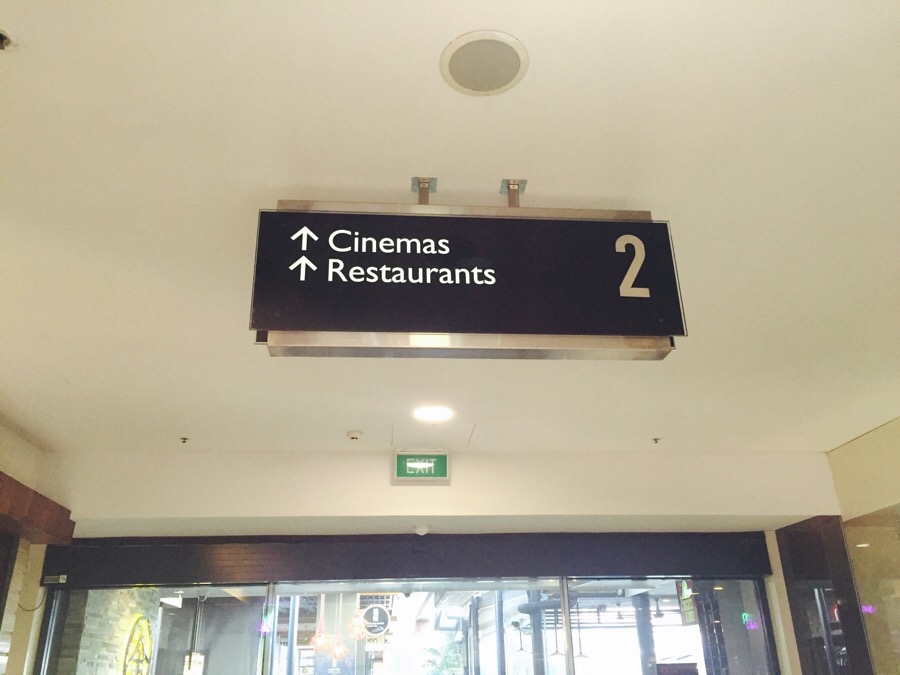 ↑ Cinemas
↑ Restaurants
2
EXIT